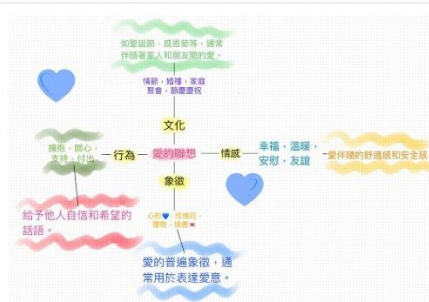 如聖誕節、感恩節等，通常
伴隨著家人和朋友間的愛。
情節，婚禮，家庭
聚會，節慶慶祝
文化
擁抱，關心，
支持，付出
行為
愛的聯想
情感
幸福，溫暖，
安慰，友誼
愛伴隨的舒適感和安全感
象徵
給予他人自信和希望的
話語。
心形💙，玫瑰花，
禮物，情書💌
愛的普遍象徵，通
常用於表達愛意。